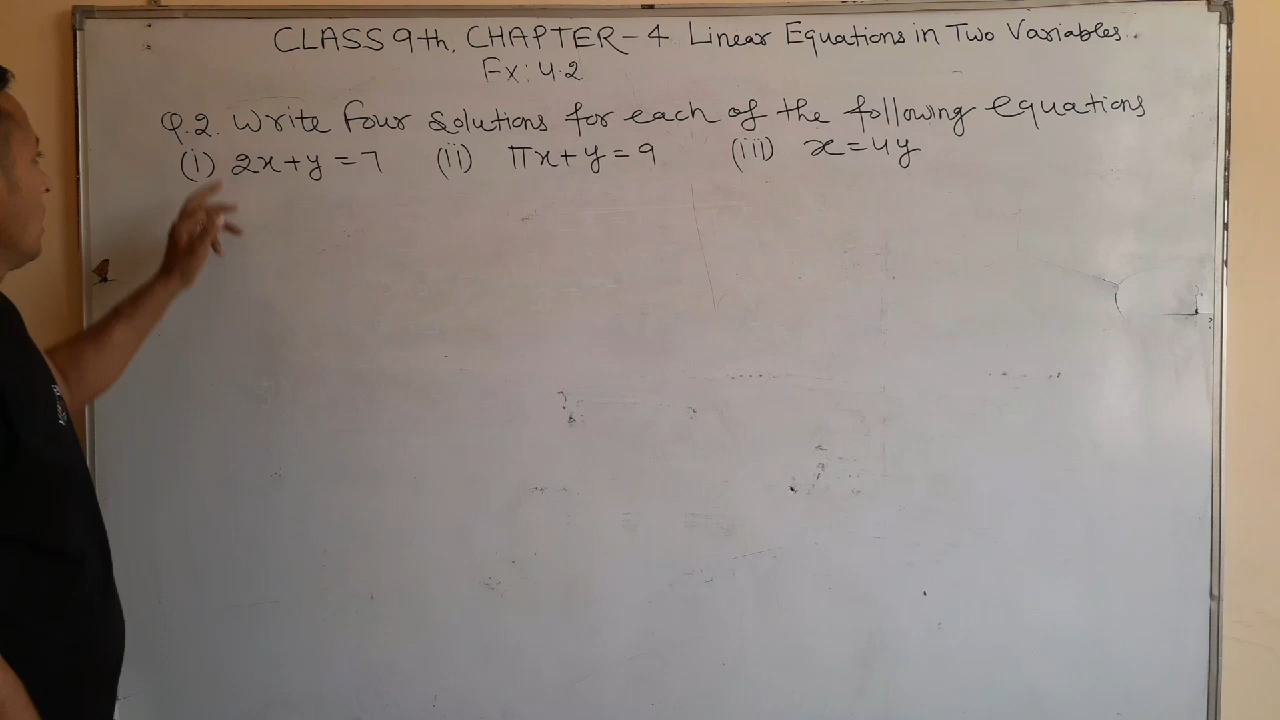 CLASS 9th, CHAPTER-4 Linear Equations in Two Variables.
Ex: 4.2
Q.2. Write four solutions for each of the following equations
(i) 2x+y=7 (ii) πx+y=9 (iii) x=4y